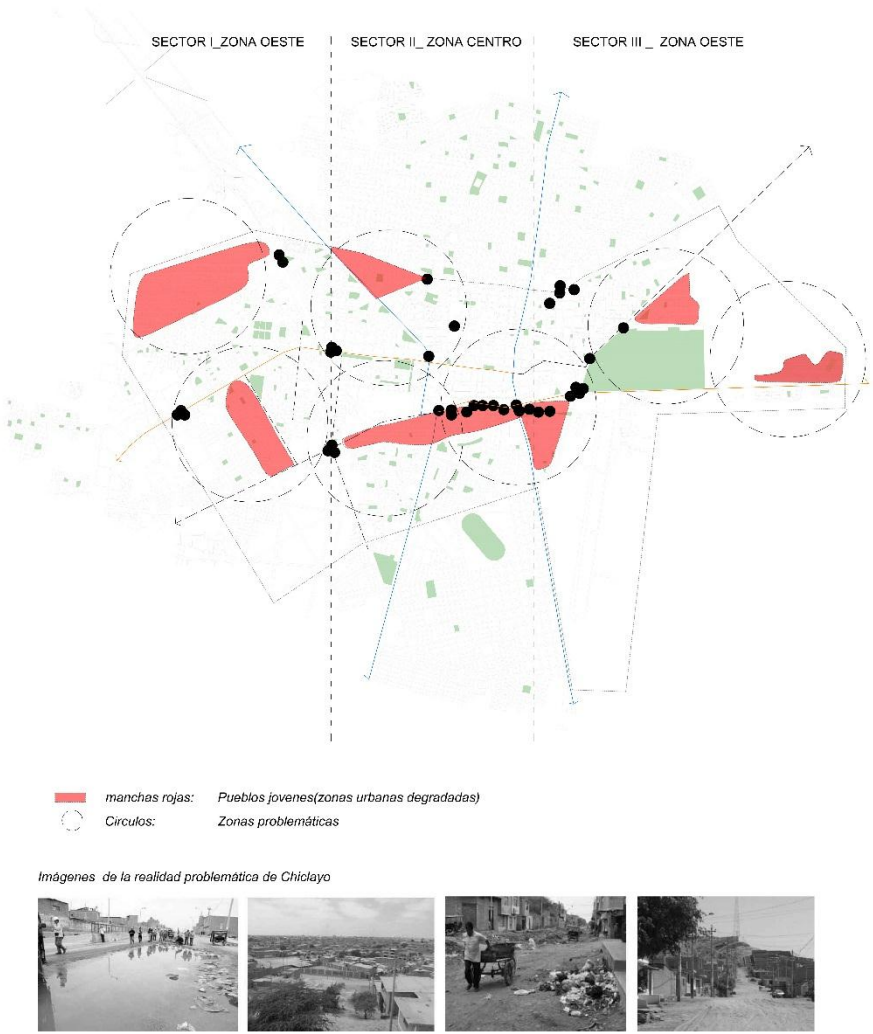 SECTOR I_ZONA OESTE
SECTOR II_ ZONA CENTRO
SECTOR III _ ZONA OESTE
manchas rojas: Pueblos jovenes(zonas urbanas degradadas)
Circulos: Zonas problemáticas
Imágenes de la realidad problemática de Chiclayo